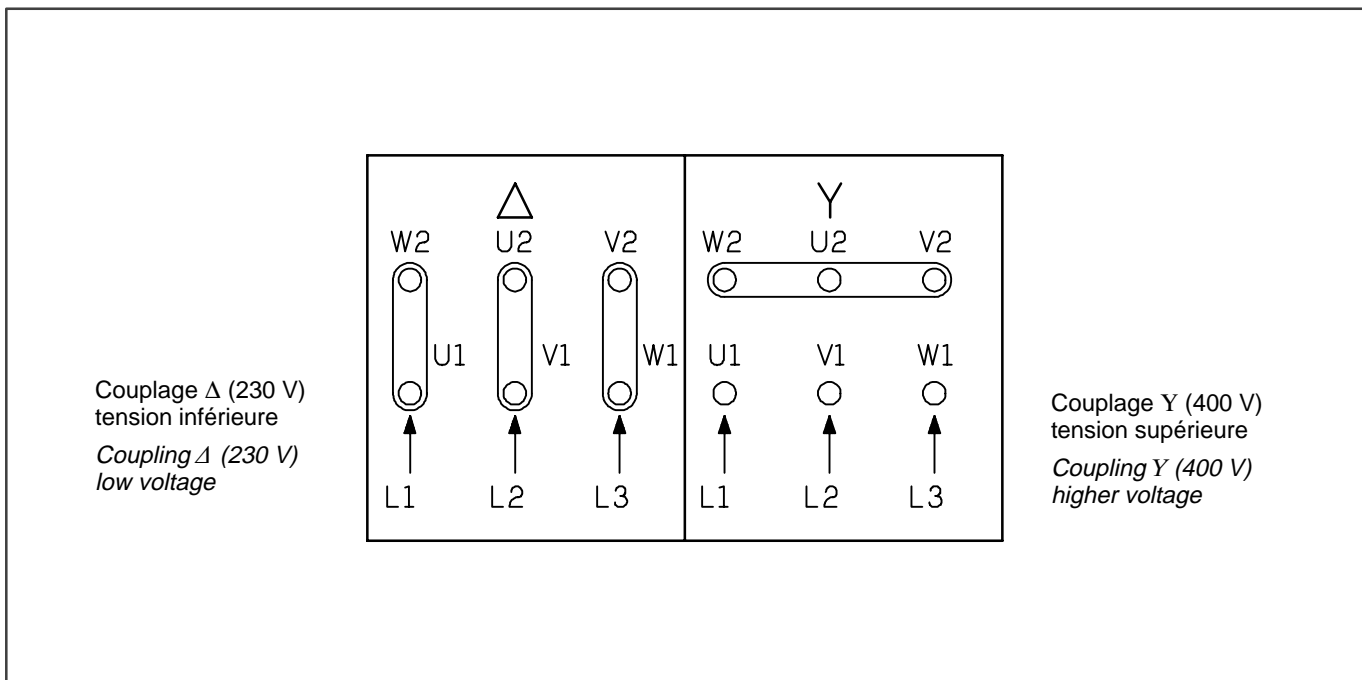 Δ
Y
W2 U2 V2
W2 U2 V2
U1 V1 W1
U1 V1 W1
L1 L2 L3
L1 L2 L3
Couplage Δ (230 V)
tension inférieure
Coupling Δ (230 V)
low voltage
Couplage Y (400 V)
tension supérieure
Coupling Y (400 V)
higher voltage